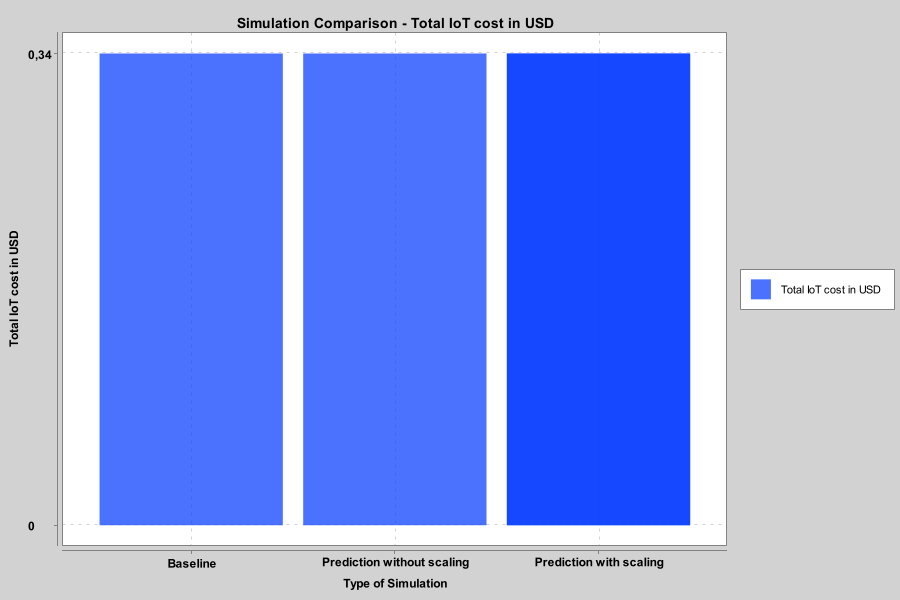 Simulation Comparison - Total IoT cost in USD
0,34
0
Total IoT cost in USD
Baseline
Prediction without scaling
Prediction with scaling
Type of Simulation
Total IoT cost in USD